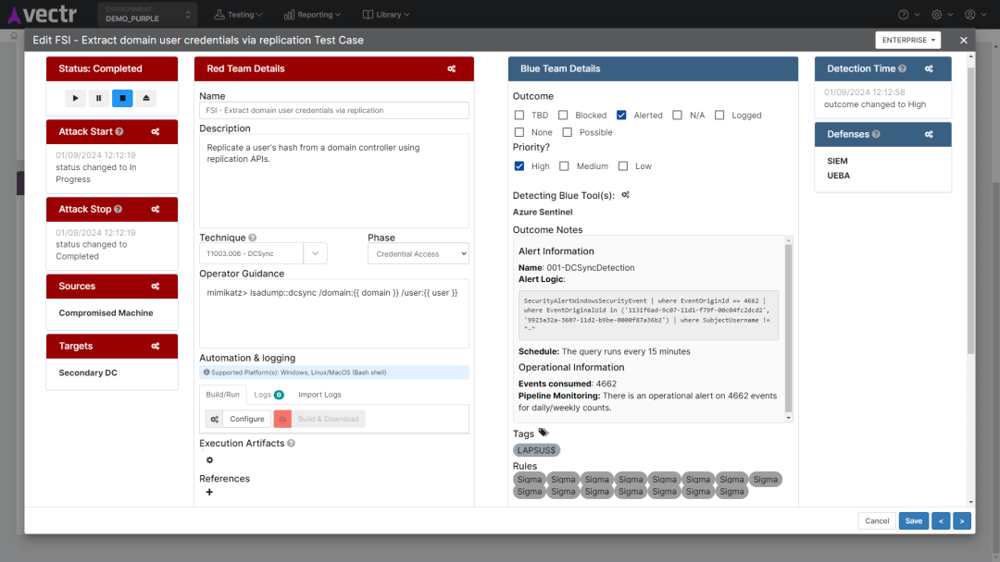 vectr
ENVIRONMENT
DEMO_PURPLE
Testing
Reporting
Library
Edit FSI - Extract domain user credentials via replication Test Case
ENTERPRISE
Status: Completed
Attack Start
01/09/2024 12:12:19
status changed to In
Progress
Attack Stop
01/09/2024 12:12:19
status changed to
Completed
Sources
Compromised Machine
Targets
Secondary DC
Red Team Details
Name
FSI - Extract domain user credentials via replication
Description
Replicate a user's hash from a domain controller using
replication APIs.
Technique
Phase
T1003.006 - DCSync
Credential Access
Operator Guidance
mimikatz> lsadump::dcsync /domain:{{ domain }} /user:{{ user }}
Automation & logging
Supported Platform(s): Windows, Linux/MacOS (Bash shell)
Build/Run
Logs 0
Import Logs
Configure
Build & Download
Execution Artifacts
References
Blue Team Details
Outcome
TBD Blocked Alerted N/A Logged
None Possible
Priority?
High Medium Low
Detecting Blue Tool(s):
Azure Sentinel
Outcome Notes
Alert Information
Name: 001-DCSyncDetection
Alert Logic:
SecurityAlertWindowsSecurityEvent | where EventOriginId == 4662 |
where EventOriginalUid in ('1131f6ad-9c07-11d1-f79f-00c04fc2dcd2',
'9923a32a-3607-11d2-b9be-0000f87a36b2') | where SubjectUsername !=
"-"
Schedule: The query runs every 15 minutes
Operational Information
Events consumed: 4662
Pipeline Monitoring: There is an operational alert on 4662 events
for daily/weekly counts.
Tags
LAPSUS$
Rules
Sigma Sigma Sigma Sigma Sigma Sigma Sigma Sigma
Sigma Sigma Sigma Sigma Sigma Sigma Sigma
Detection Time
01/09/2024 12:12:58
outcome changed to High
Defenses
SIEM
UEBA
Cancel
Save
<
>